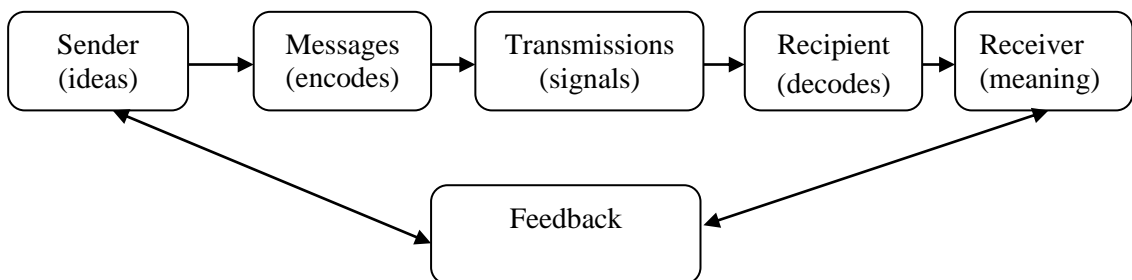 Sender
(ideas)
Messages
(encodes)
Transmissions
(signals)
Recipient
(decodes)
Receiver
(meaning)
Feedback